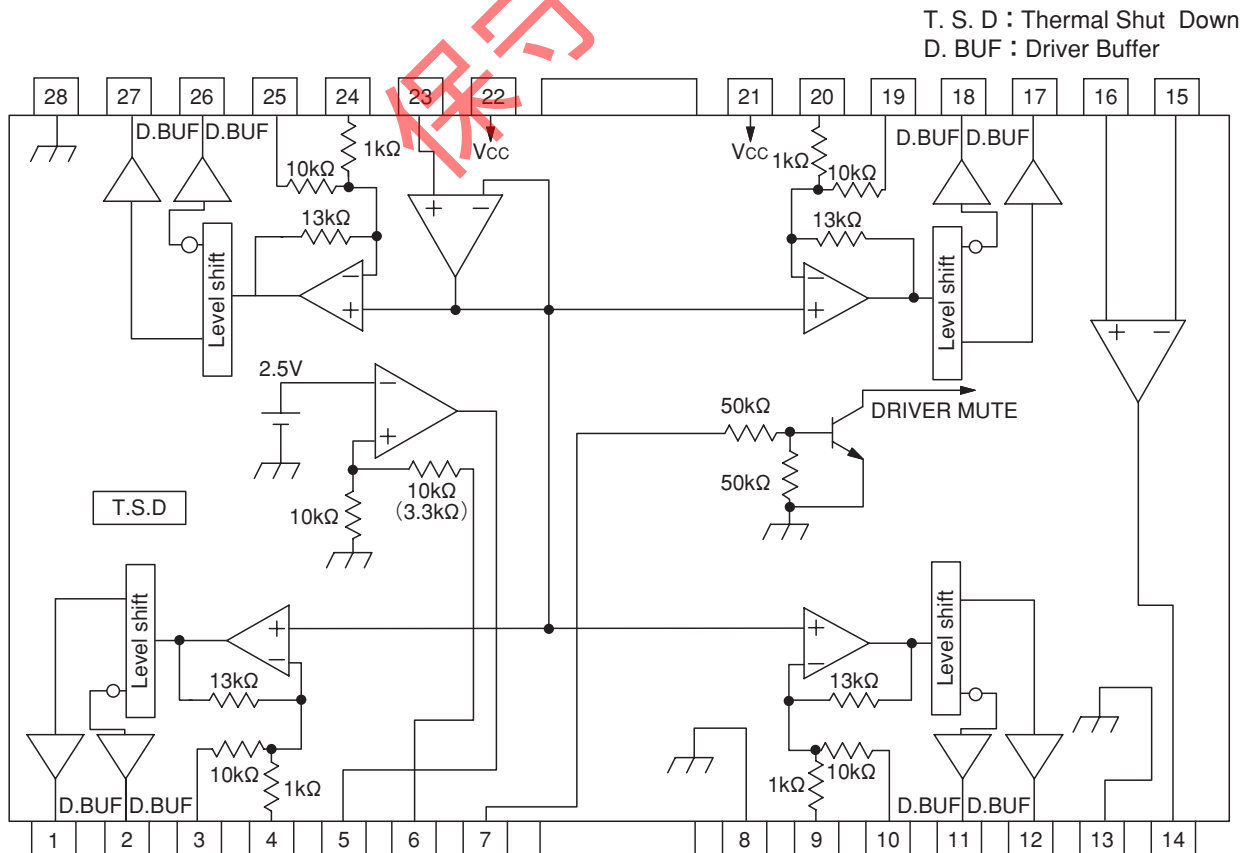 T. S. D : Thermal Shut Down
D. BUF : Driver Buffer
保守
28 27 26 25 24 23 22 21 20 19 18 17 16 15
D.BUF D.BUF
1kΩ
10kΩ
VCC
VCC
1kΩ
10kΩ
D.BUF D.BUF
13kΩ
+ −
13kΩ
Level shift
−
+
−
+
Level shift
+ −
2.5V
−
+
50kΩ
DRIVER MUTE
10kΩ
(3.3kΩ)
50kΩ
T.S.D
10kΩ
Level shift
+
−
+
−
Level shift
13kΩ
13kΩ
10kΩ
1kΩ
1kΩ
10kΩ
D.BUF D.BUF
D.BUF D.BUF
1 2 3 4 5 6 7 8 9 10 11 12 13 14